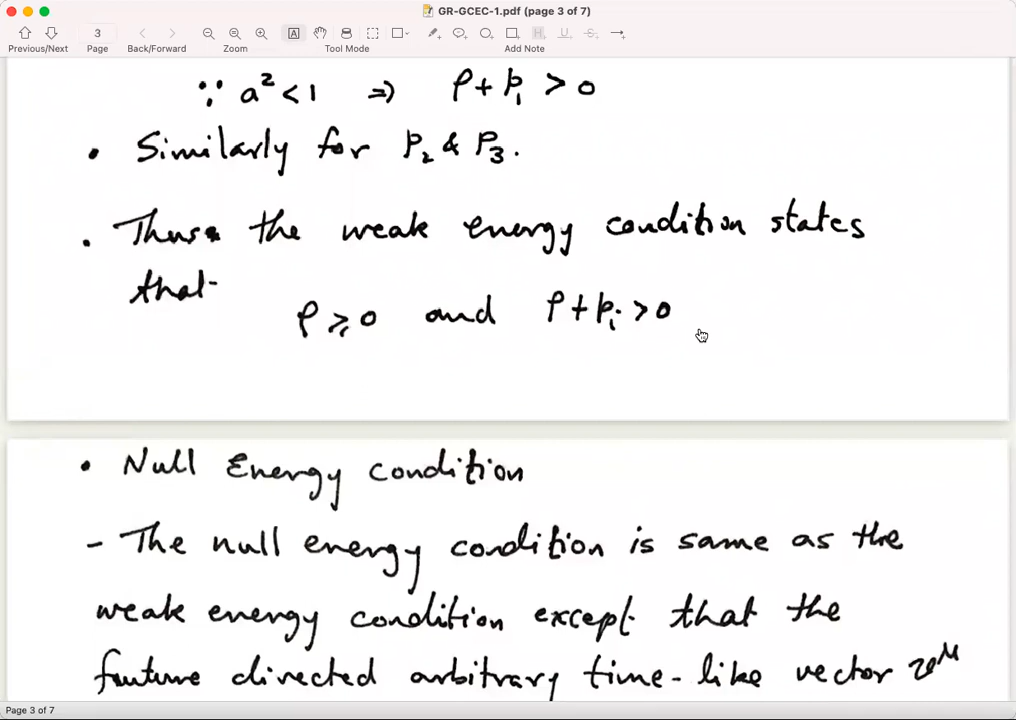 GR-GCEC-1.pdf (page 3 of 7)
3
Previous/Next Page Back/Forward Zoom Tool Mode Add Note
∵ a² < 1 ⇒ ρ + p₁ > 0
• Similarly for p₂ & p₃.
• Thus the weak energy condition states
that
ρ ⩾ 0 and ρ + pᵢ > 0
• Null Energy condition
- The null energy condition is same as the
weak energy condition except that the
future directed arbitrary time-like vector v^μ
Page 3 of 7